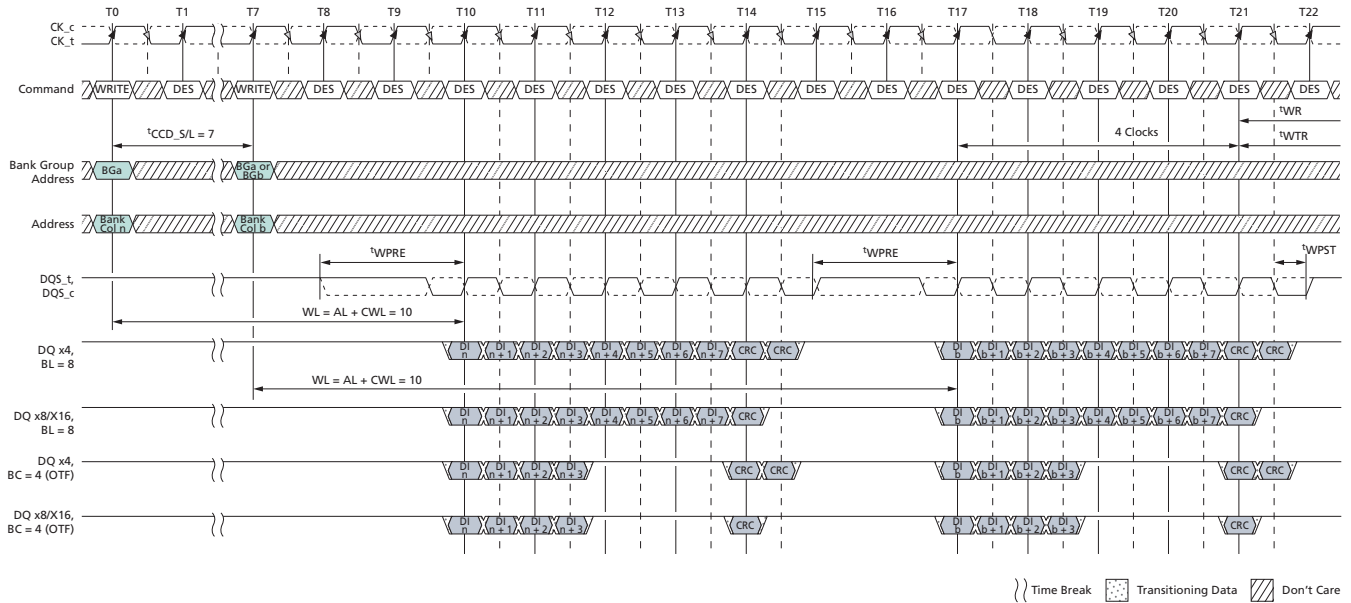 T0 T1 T7 T8 T9 T10 T11 T12 T13 T14 T15 T16 T17 T18 T19 T20 T21 T22
CK_c
CK_t
Command WRITE DES WRITE DES DES DES DES DES DES DES DES DES DES DES DES DES DES DES
tWR
tCCD_S/L = 7 4 Clocks tWTR
Bank Group
Address
BGa
BGa or
BGb
Address
Bank
Col n
Bank
Col b
tWPRE tWPRE tWPST
DQS_t,
DQS_c
WL = AL + CWL = 10
DQ x4,
BL = 8
DI n DI n + 1 DI n + 2 DI n + 3 DI n + 4 DI n + 5 DI n + 6 DI n + 7 CRC CRC DI b DI b + 1 DI b + 2 DI b + 3 DI b + 4 DI b + 5 DI b + 6 DI b + 7 CRC CRC
WL = AL + CWL = 10
DQ x8/X16,
BL = 8
DI n DI n + 1 DI n + 2 DI n + 3 DI n + 4 DI n + 5 DI n + 6 DI n + 7 CRC DI b DI b + 1 DI b + 2 DI b + 3 DI b + 4 DI b + 5 DI b + 6 DI b + 7 CRC
DQ x4,
BC = 4 (OTF)
DI n DI n + 1 DI n + 2 DI n + 3 CRC CRC DI b DI b + 1 DI b + 2 DI b + 3 CRC CRC
DQ x8/X16,
BC = 4 (OTF)
DI n DI n + 1 DI n + 2 DI n + 3 CRC DI b DI b + 1 DI b + 2 DI b + 3 CRC
Time Break Transitioning Data Don't Care